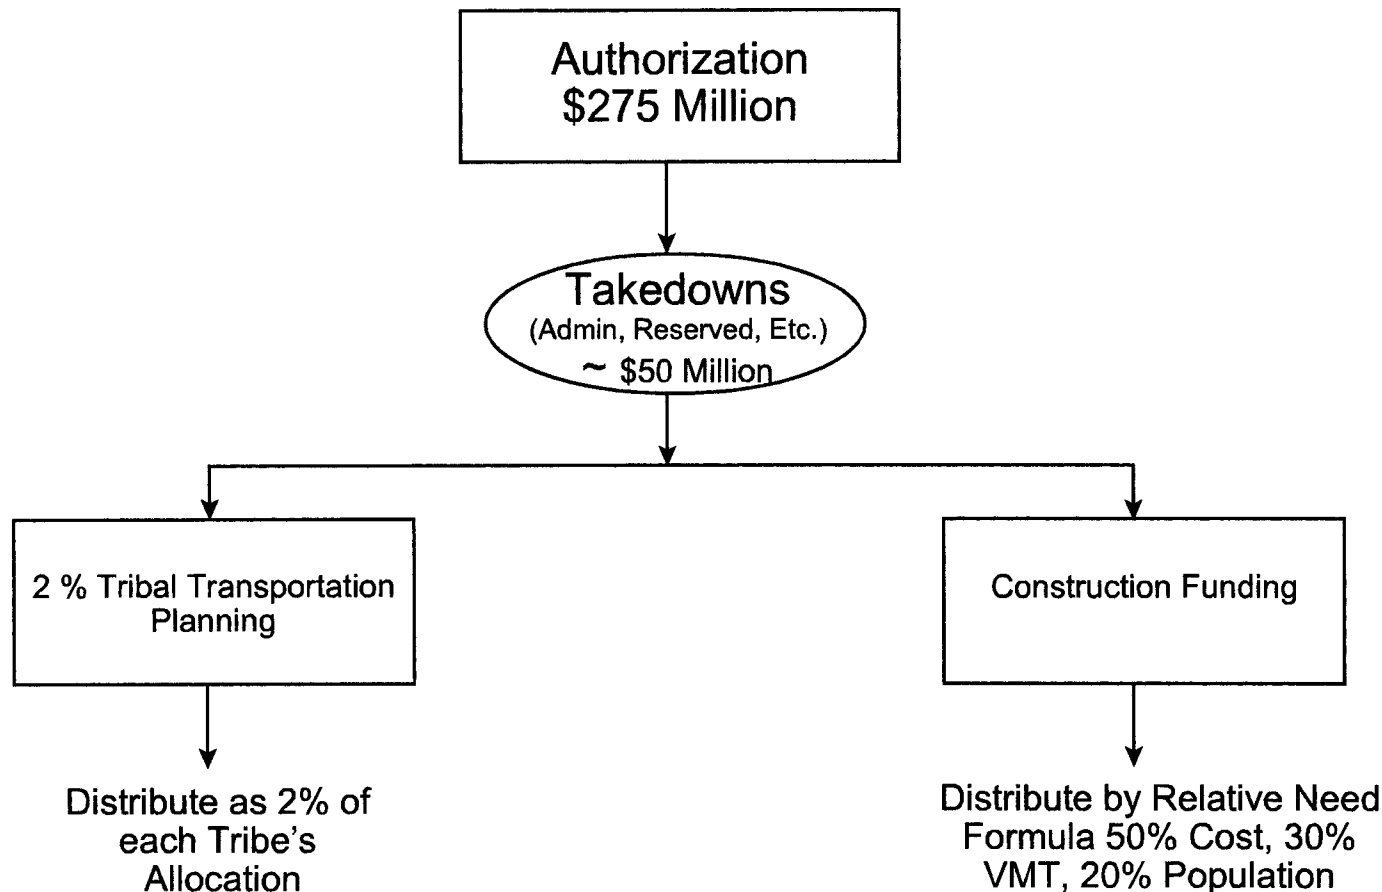 Authorization
$275 Million
Takedowns
(Admin, Reserved, Etc.)
~ $50 Million
2 % Tribal Transportation
Planning
Construction Funding
Distribute as 2% of
each Tribe's
Allocation
Distribute by Relative Need
Formula 50% Cost, 30%
VMT, 20% Population